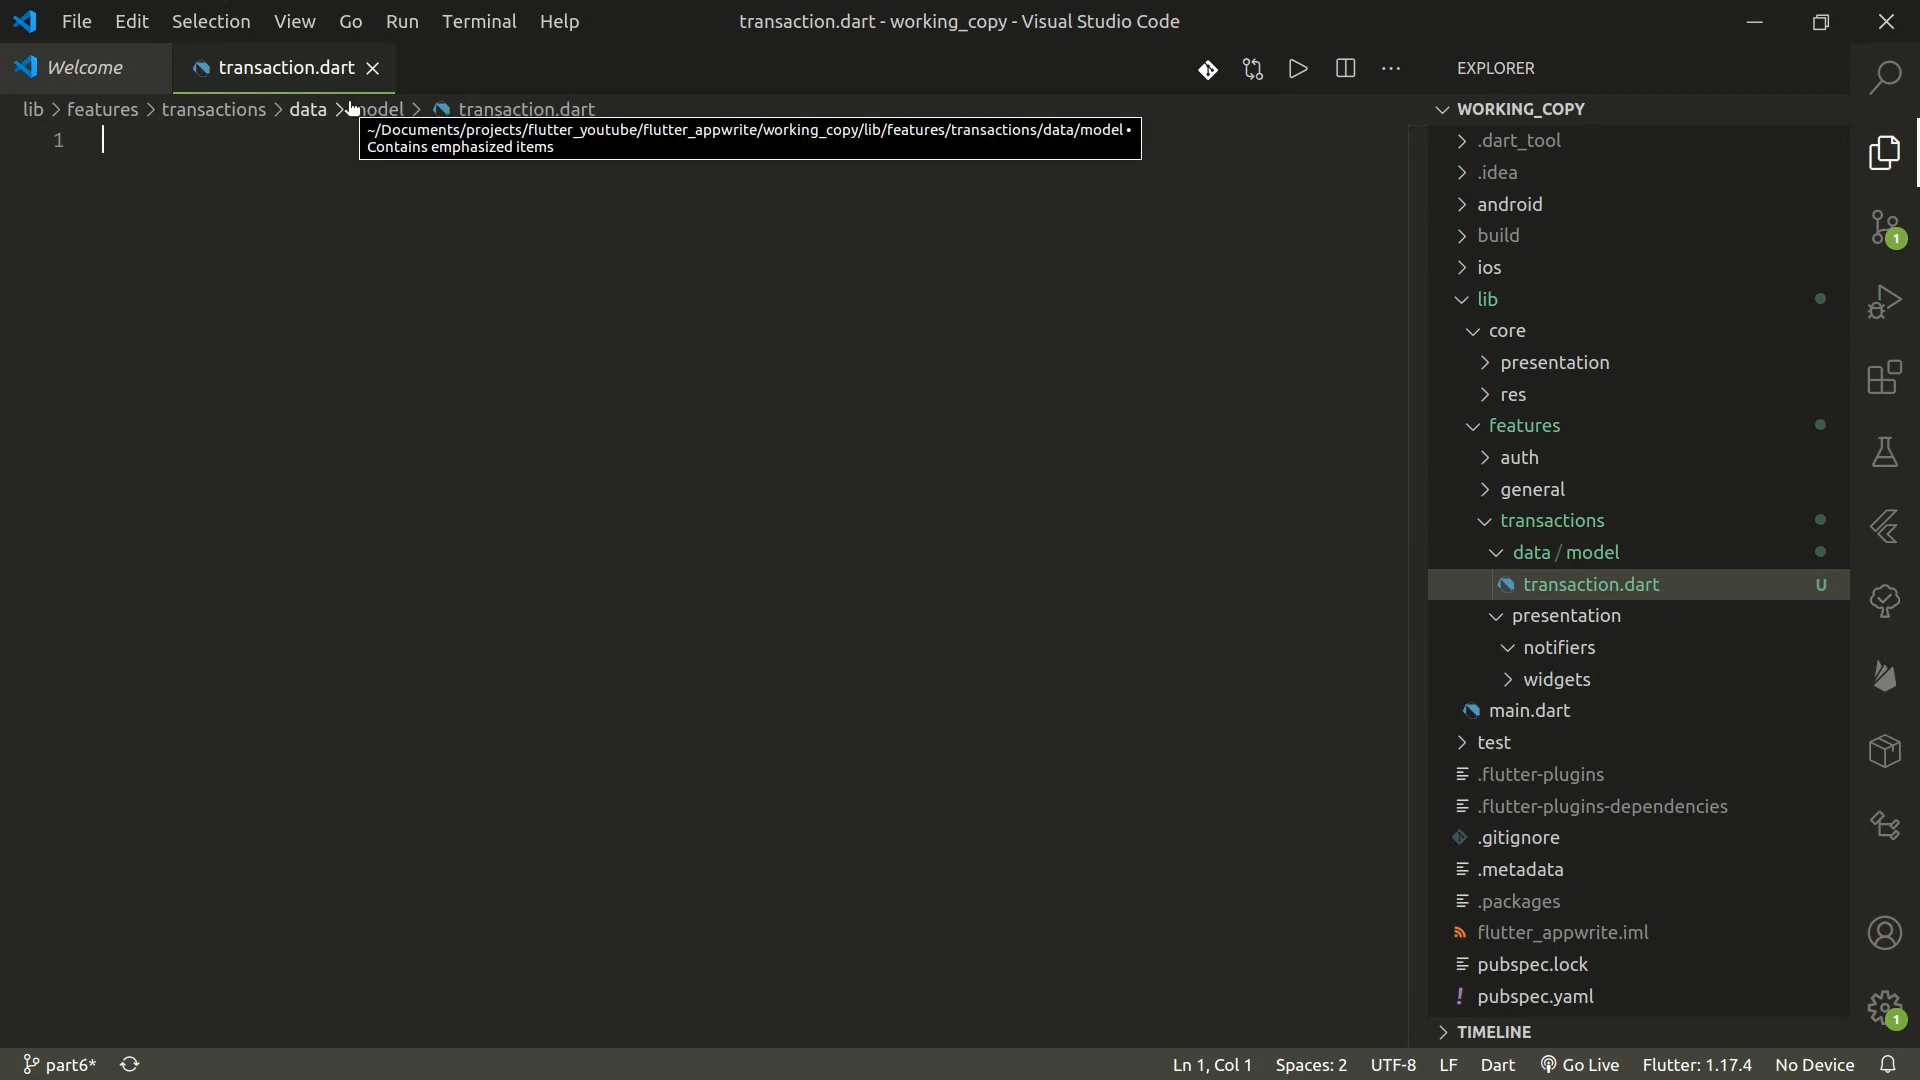 File Edit Selection View Go Run Terminal Help
transaction.dart - working_copy - Visual Studio Code
Welcome
transaction.dart
lib > features > transactions > data > model > transaction.dart
~/Documents/projects/flutter_youtube/flutter_appwrite/working_copy/lib/features/transactions/data/model •
Contains emphasized items
1
EXPLORER
WORKING_COPY
.dart_tool
.idea
android
build
ios
lib
core
presentation
res
features
auth
general
transactions
data / model
transaction.dart U
presentation
notifiers
widgets
main.dart
test
.flutter-plugins
.flutter-plugins-dependencies
.gitignore
.metadata
.packages
flutter_appwrite.iml
pubspec.lock
! pubspec.yaml
TIMELINE
1
1
part6*
Ln 1, Col 1 Spaces: 2 UTF-8 LF Dart Go Live Flutter: 1.17.4 No Device